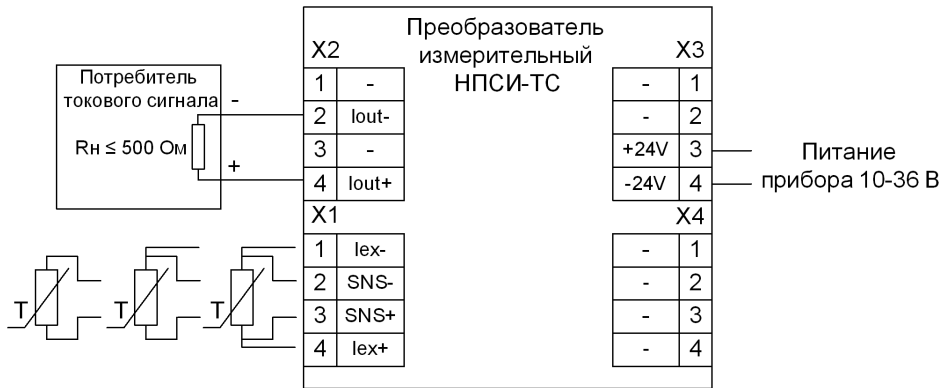 Преобразователь
измерительный
НПСИ-ТС
X2
1 -
2 Iout-
3 -
4 Iout+
X3
- 1
- 2
+24V 3
-24V 4
Потребитель
токового сигнала
Rн ≤ 500 Ом
-
+
Питание
прибора 10-36 В
X1
1 Iex-
2 SNS-
3 SNS+
4 Iex+
X4
- 1
- 2
- 3
- 4
T
T
T